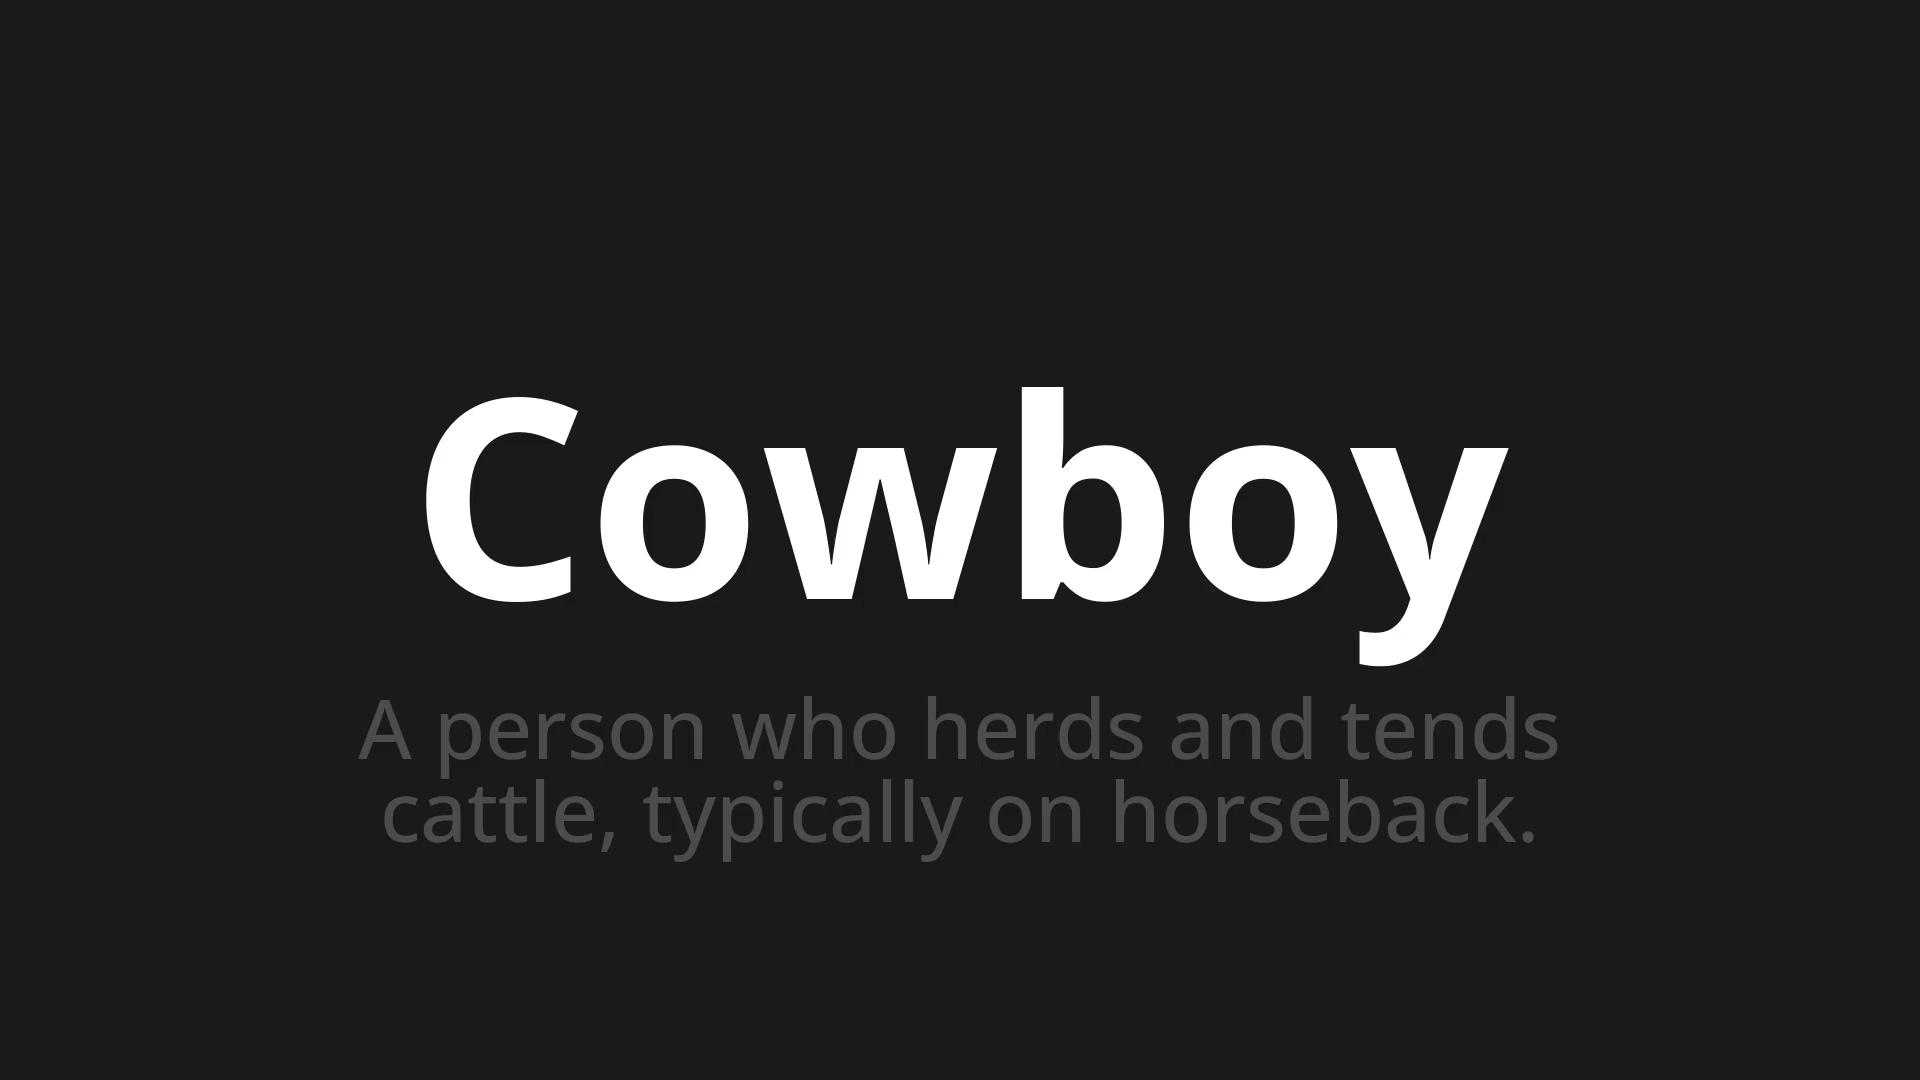 Cowboy
A person who herds and tends
cattle, typically on horseback.